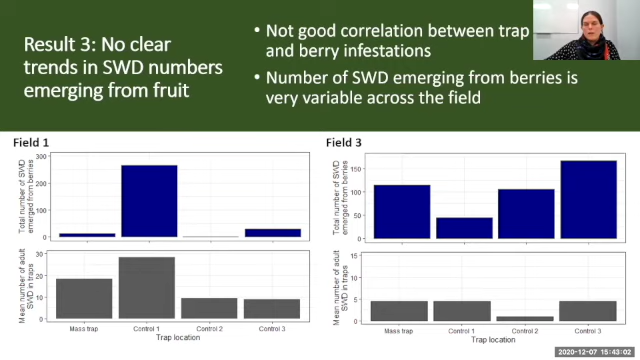 Result 3: No clear
trends in SWD numbers
emerging from fruit
• Not good correlation between trap
and berry infestations
• Number of SWD emerging from berries is
very variable across the field
Field 1
Total number of SWD
emerged from berries
300
200
100
0
Mean number of adult
SWD in traps
30
20
10
0
Mass trap
Control 1
Control 2
Control 3
Trap location
Field 3
Total number of SWD
emerged from berries
150
100
50
0
Mean number of adult
SWD in traps
15
10
5
0
Mass trap
Control 1
Control 2
Control 3
Trap location
2020-12-07 15:43:02